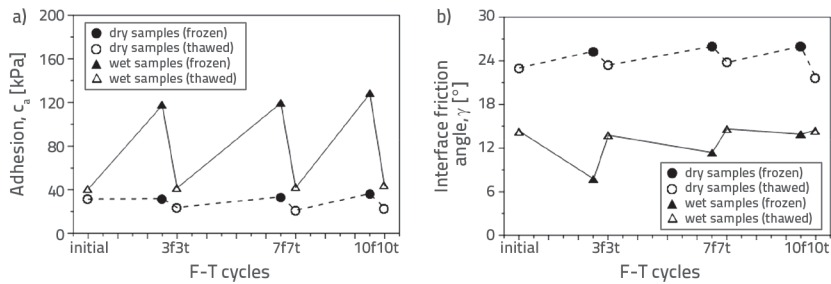 a)
200
160
120
80
40
0
Adhesion, cₐ [kPa]
dry samples (frozen)
dry samples (thawed)
wet samples (frozen)
wet samples (thawed)
initial 3f3t 7f7t 10f10t
F-T cycles
b)
30
24
18
12
6
0
Interface friction
angle, γ [°]
dry samples (frozen)
dry samples (thawed)
wet samples (frozen)
wet samples (thawed)
initial 3f3t 7f7t 10f10t
F-T cycles